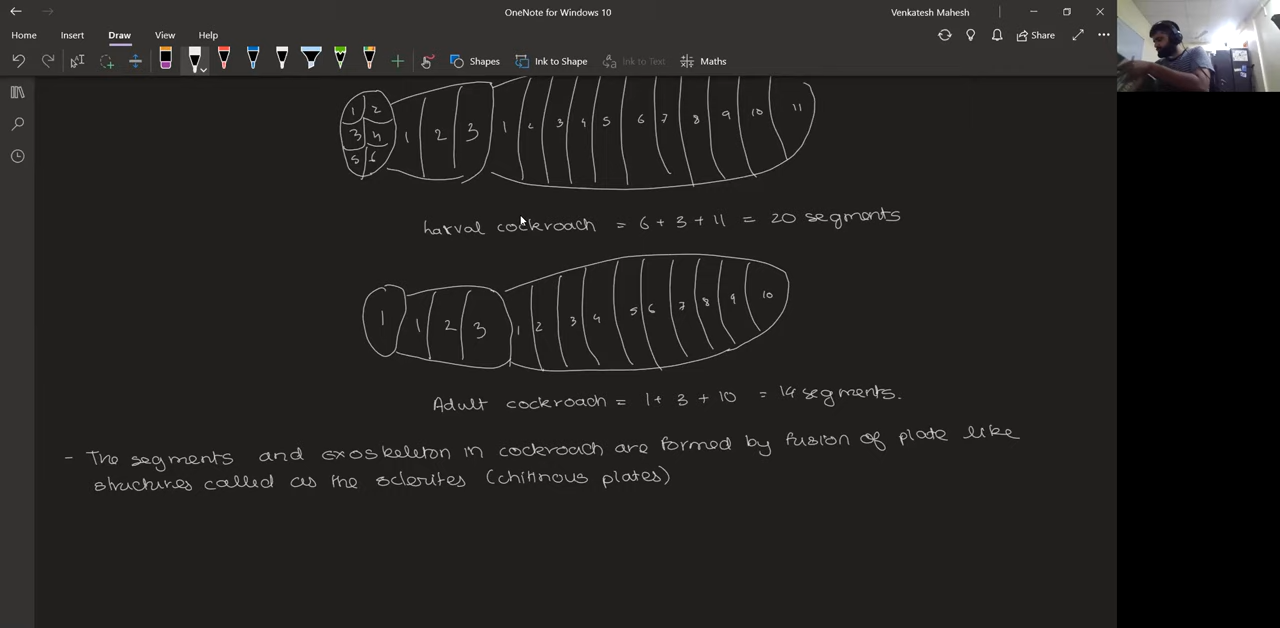 OneNote for Windows 10
Venkatesh Mahesh
Home Insert Draw View Help
Share
Shapes Ink to Shape Ink to Text Maths
1 2
3 4
5 6
1 2 3
1 2 3 4 5 6 7 8 9 10 11
Larval cockroach = 6 + 3 + 11 = 20 segments
1 1 2 3 1 2 3 4 5 6 7 8 9 10
Adult cockroach = 1 + 3 + 10 = 14 segments.
- The segments and exoskeleton in cockroach are formed by fusion of plate like
structures called as the sclerites (chitinous plates)